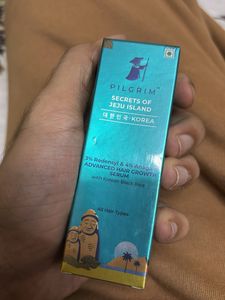 PILGRIM
SECRETS OF
JEJU ISLAND
대한민국 · KOREA
3% Redensyl & 4% Anagain
ADVANCED HAIR GROWTH
SERUM
with Korean Black Rice
All Hair Types